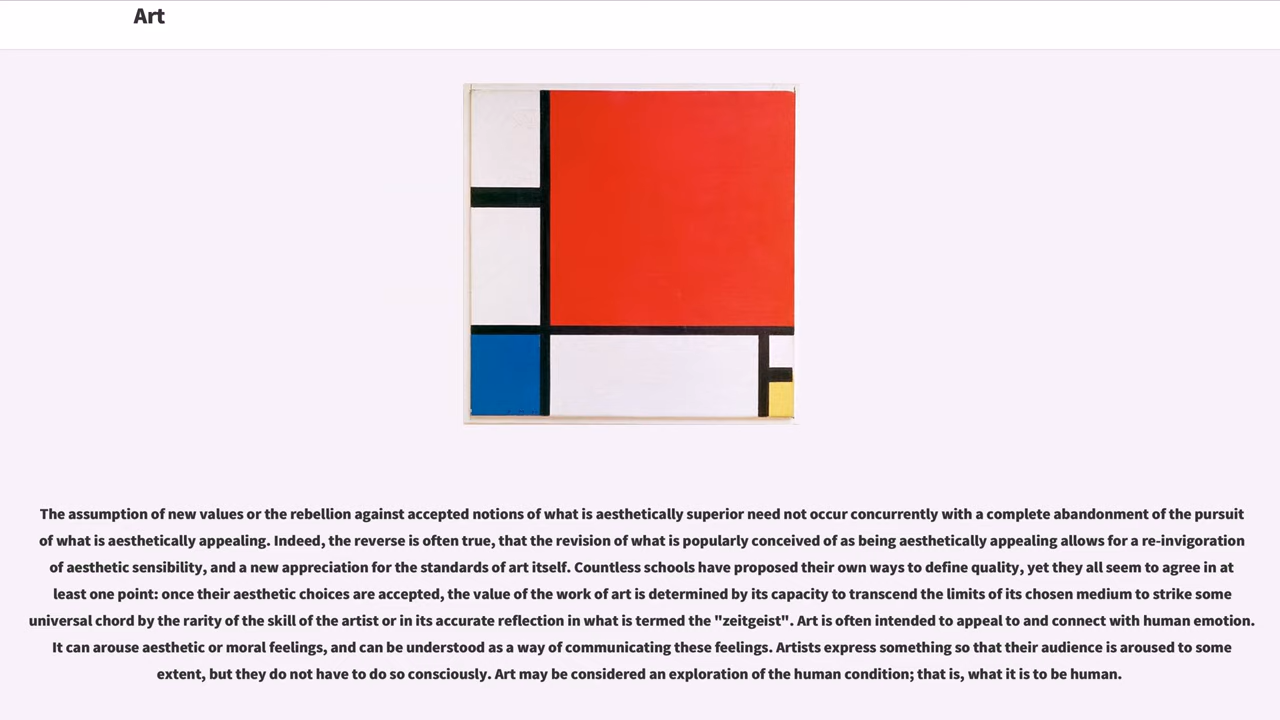 Art
The assumption of new values or the rebellion against accepted notions of what is aesthetically superior need not occur concurrently with a complete abandonment of the pursuit
of what is aesthetically appealing. Indeed, the reverse is often true, that the revision of what is popularly conceived of as being aesthetically appealing allows for a re-invigoration
of aesthetic sensibility, and a new appreciation for the standards of art itself. Countless schools have proposed their own ways to define quality, yet they all seem to agree in at
least one point: once their aesthetic choices are accepted, the value of the work of art is determined by its capacity to transcend the limits of its chosen medium to strike some
universal chord by the rarity of the skill of the artist or in its accurate reflection in what is termed the "zeitgeist". Art is often intended to appeal to and connect with human emotion.
It can arouse aesthetic or moral feelings, and can be understood as a way of communicating these feelings. Artists express something so that their audience is aroused to some
extent, but they do not have to do so consciously. Art may be considered an exploration of the human condition; that is, what it is to be human.